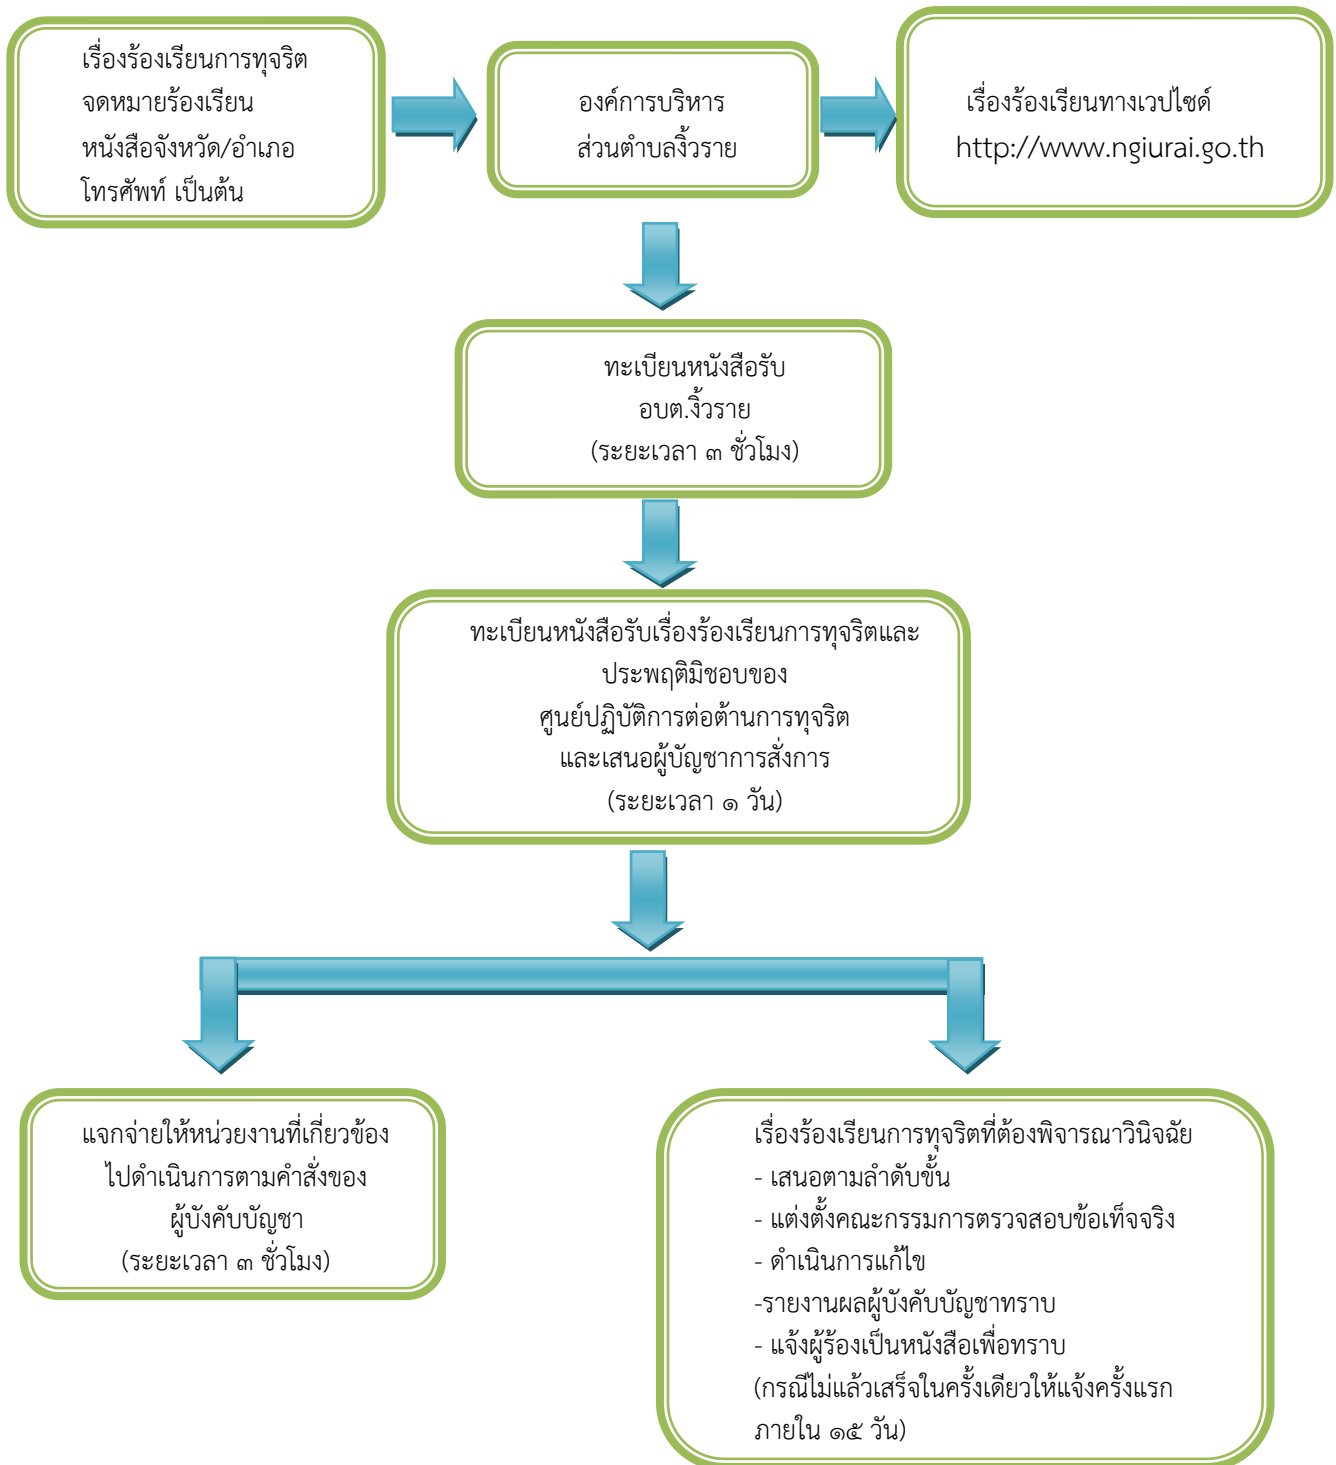 เรื่องร้องเรียนการทุจริต
จดหมายร้องเรียน
หนังสือจังหวัด/อำเภอ
โทรศัพท์ เป็นต้น
องค์การบริหาร
ส่วนตำบลงิ้วราย
เรื่องร้องเรียนทางเวปไซด์
http://www.ngiurai.go.th
ทะเบียนหนังสือรับ
อบต.งิ้วราย
(ระยะเวลา ๓ ชั่วโมง)
ทะเบียนหนังสือรับเรื่องร้องเรียนการทุจริตและ
ประพฤติมิชอบของ
ศูนย์ปฏิบัติการต่อต้านการทุจริต
และเสนอผู้บัญชาการสั่งการ
(ระยะเวลา ๑ วัน)
แจกจ่ายให้หน่วยงานที่เกี่ยวข้อง
ไปดำเนินการตามคำสั่งของ
ผู้บังคับบัญชา
(ระยะเวลา ๓ ชั่วโมง)
เรื่องร้องเรียนการทุจริตที่ต้องพิจารณาวินิจฉัย
- เสนอตามลำดับขั้น
- แต่งตั้งคณะกรรมการตรวจสอบข้อเท็จจริง
- ดำเนินการแก้ไข
-รายงานผลผู้บังคับบัญชาทราบ
- แจ้งผู้ร้องเป็นหนังสือเพื่อทราบ
(กรณีไม่แล้วเสร็จในครั้งเดียวให้แจ้งครั้งแรก
ภายใน ๑๕ วัน)